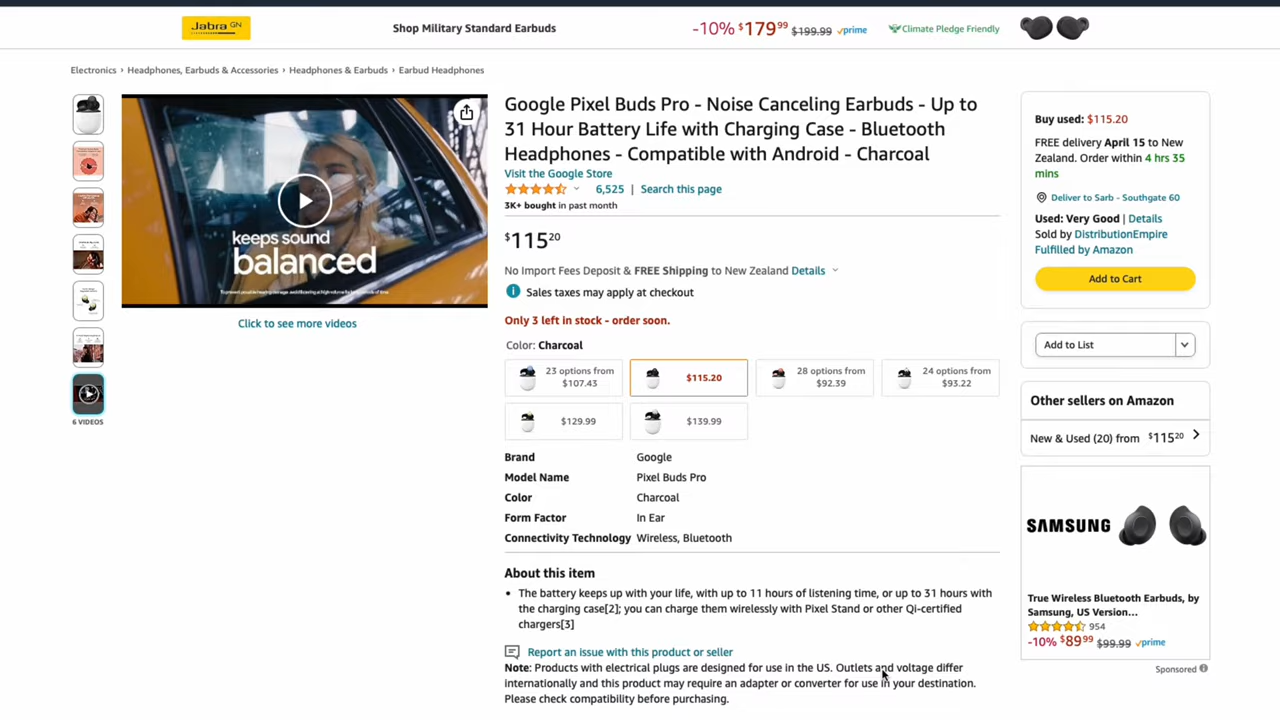 Jabra GN
Shop Military Standard Earbuds
-10% $179⁹⁹ $199.99 prime
Climate Pledge Friendly
Electronics › Headphones, Earbuds & Accessories › Headphones & Earbuds › Earbud Headphones
keeps sound
balanced
Click to see more videos
6 VIDEOS
Google Pixel Buds Pro - Noise Canceling Earbuds - Up to
31 Hour Battery Life with Charging Case - Bluetooth
Headphones - Compatible with Android - Charcoal
Visit the Google Store
6,525 | Search this page
3K+ bought in past month
$115²⁰
No Import Fees Deposit & FREE Shipping to New Zealand Details
Sales taxes may apply at checkout
Only 3 left in stock - order soon.
Color: Charcoal
23 options from
$107.43
$115.20
28 options from
$92.39
24 options from
$93.22
$129.99
$139.99
Brand Google
Model Name Pixel Buds Pro
Color Charcoal
Form Factor In Ear
Connectivity Technology Wireless, Bluetooth
About this item
• The battery keeps up with your life, with up to 11 hours of listening time, or up to 31 hours with
the charging case[2]; you can charge them wirelessly with Pixel Stand or other Qi-certified
chargers[3]
Report an issue with this product or seller
Note: Products with electrical plugs are designed for use in the US. Outlets and voltage differ
internationally and this product may require an adapter or converter for use in your destination.
Please check compatibility before purchasing.
Buy used: $115.20
FREE delivery April 15 to New
Zealand. Order within 4 hrs 35
mins
Deliver to Sarb - Southgate 60
Used: Very Good | Details
Sold by DistributionEmpire
Fulfilled by Amazon
Add to Cart
Add to List
Other sellers on Amazon
New & Used (20) from $115²⁰
SAMSUNG
True Wireless Bluetooth Earbuds, by
Samsung, US Version...
954
-10% $89⁹⁹ $99.99 prime
Sponsored